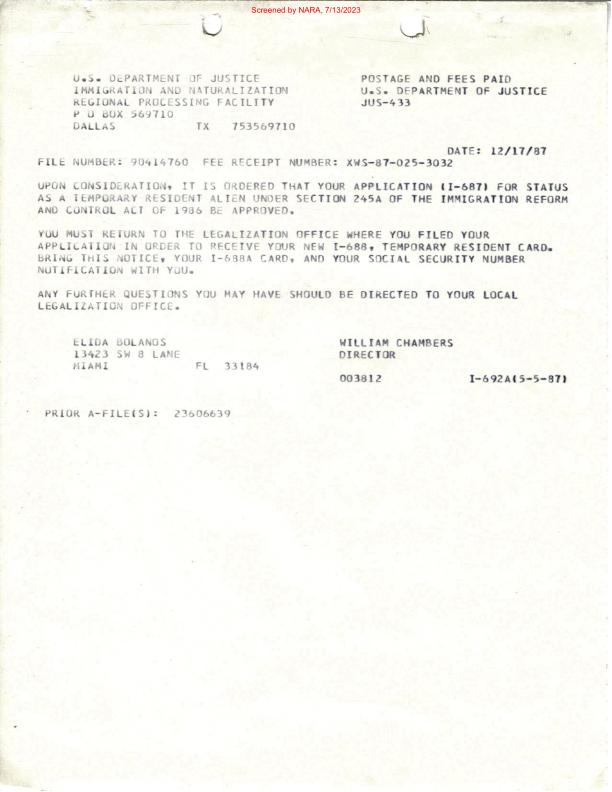 Screened by NARA, 7/13/2023
U.S. DEPARTMENT OF JUSTICE
IMMIGRATION AND NATURALIZATION
REGIONAL PROCESSING FACILITY
P O BOX 569710
DALLAS TX 753569710
POSTAGE AND FEES PAID
U.S. DEPARTMENT OF JUSTICE
JUS-433
DATE: 12/17/87
FILE NUMBER: 90414760 FEE RECEIPT NUMBER: XWS-87-025-3032
UPON CONSIDERATION, IT IS ORDERED THAT YOUR APPLICATION (I-687) FOR STATUS
AS A TEMPORARY RESIDENT ALIEN UNDER SECTION 245A OF THE IMMIGRATION REFORM
AND CONTROL ACT OF 1986 BE APPROVED.
YOU MUST RETURN TO THE LEGALIZATION OFFICE WHERE YOU FILED YOUR
APPLICATION IN ORDER TO RECEIVE YOUR NEW I-688, TEMPORARY RESIDENT CARD.
BRING THIS NOTICE, YOUR I-688A CARD, AND YOUR SOCIAL SECURITY NUMBER
NOTIFICATION WITH YOU.
ANY FURTHER QUESTIONS YOU MAY HAVE SHOULD BE DIRECTED TO YOUR LOCAL
LEGALIZATION OFFICE.
ELIDA BOLANOS
13423 SW 8 LANE
MIAMI FL 33184
WILLIAM CHAMBERS
DIRECTOR
003812 I-692A(5-5-87)
PRIOR A-FILE(S): 23606639